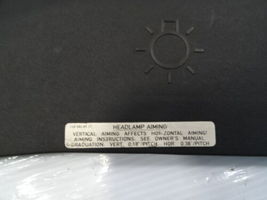 HEADLAMP AIMING
VERTICAL AIMING AFFECTS HORIZONTAL AIMING!
AIMING INSTRUCTIONS, SEE OWNER'S MANUAL
GRADUATION: VERT. 0.19°/PITCH HOR. 0.38°/PITCH